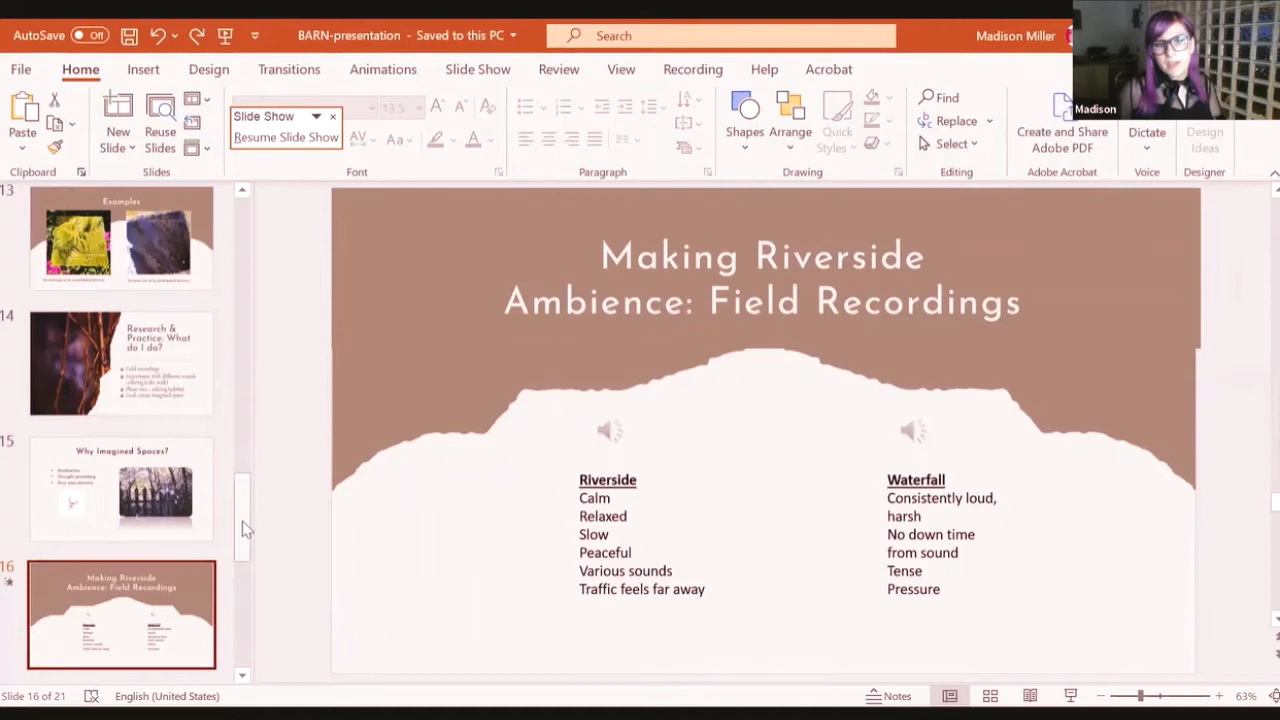 AutoSave Off BARN-presentation - Saved to this PC Search Madison Miller
File Home Insert Design Transitions Animations Slide Show Review View Recording Help Acrobat
Madison
Slide Show
Resume Slide Show
Paste
New Slide
Reuse Slides
Aa
Shapes
Arrange
Quick Styles
Find
Replace
Select
Create and Share Adobe PDF
Dictate
Design Ideas
Clipboard Slides Font Paragraph Drawing Editing Adobe Acrobat Voice Designer
13
Examples
14
Research &
Practice: What
do I do?
15
Why Imagined Spaces?
16
Making Riverside
Ambience: Field Recordings
Making Riverside
Ambience: Field Recordings
Riverside
Calm
Relaxed
Slow
Peaceful
Various sounds
Traffic feels far away
Waterfall
Consistently loud,
harsh
No down time
from sound
Tense
Pressure
Slide 16 of 21 English (United States) Notes 63%